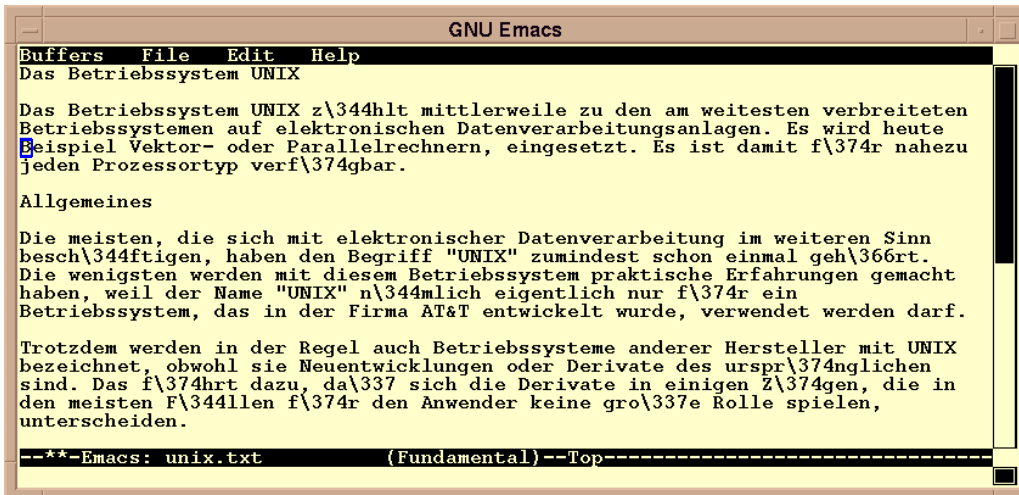 GNU Emacs
Buffers File Edit Help
Das Betriebssystem UNIX
Das Betriebssystem UNIX z\344hlt mittlerweile zu den am weitesten verbreiteten
Betriebssystemen auf elektronischen Datenverarbeitungsanlagen. Es wird heute
Beispiel Vektor- oder Parallelrechnern, eingesetzt. Es ist damit f\374r nahezu
jeden Prozessortyp verf\374gbar.
Allgemeines
Die meisten, die sich mit elektronischer Datenverarbeitung im weiteren Sinn
besch\344ftigen, haben den Begriff "UNIX" zumindest schon einmal geh\366rt.
Die wenigsten werden mit diesem Betriebssystem praktische Erfahrungen gemacht
haben, weil der Name "UNIX" n\344mlich eigentlich nur f\374r ein
Betriebssystem, das in der Firma AT&T entwickelt wurde, verwendet werden darf.
Trotzdem werden in der Regel auch Betriebssysteme anderer Hersteller mit UNIX
bezeichnet, obwohl sie Neuentwicklungen oder Derivate des urspr\374nglichen
sind. Das f\374hrt dazu, da\337 sich die Derivate in einigen Z\374gen, die in
den meisten F\344llen f\374r den Anwender keine gro\337e Rolle spielen,
unterscheiden.
--**-Emacs: unix.txt (Fundamental)--Top--------------------------------